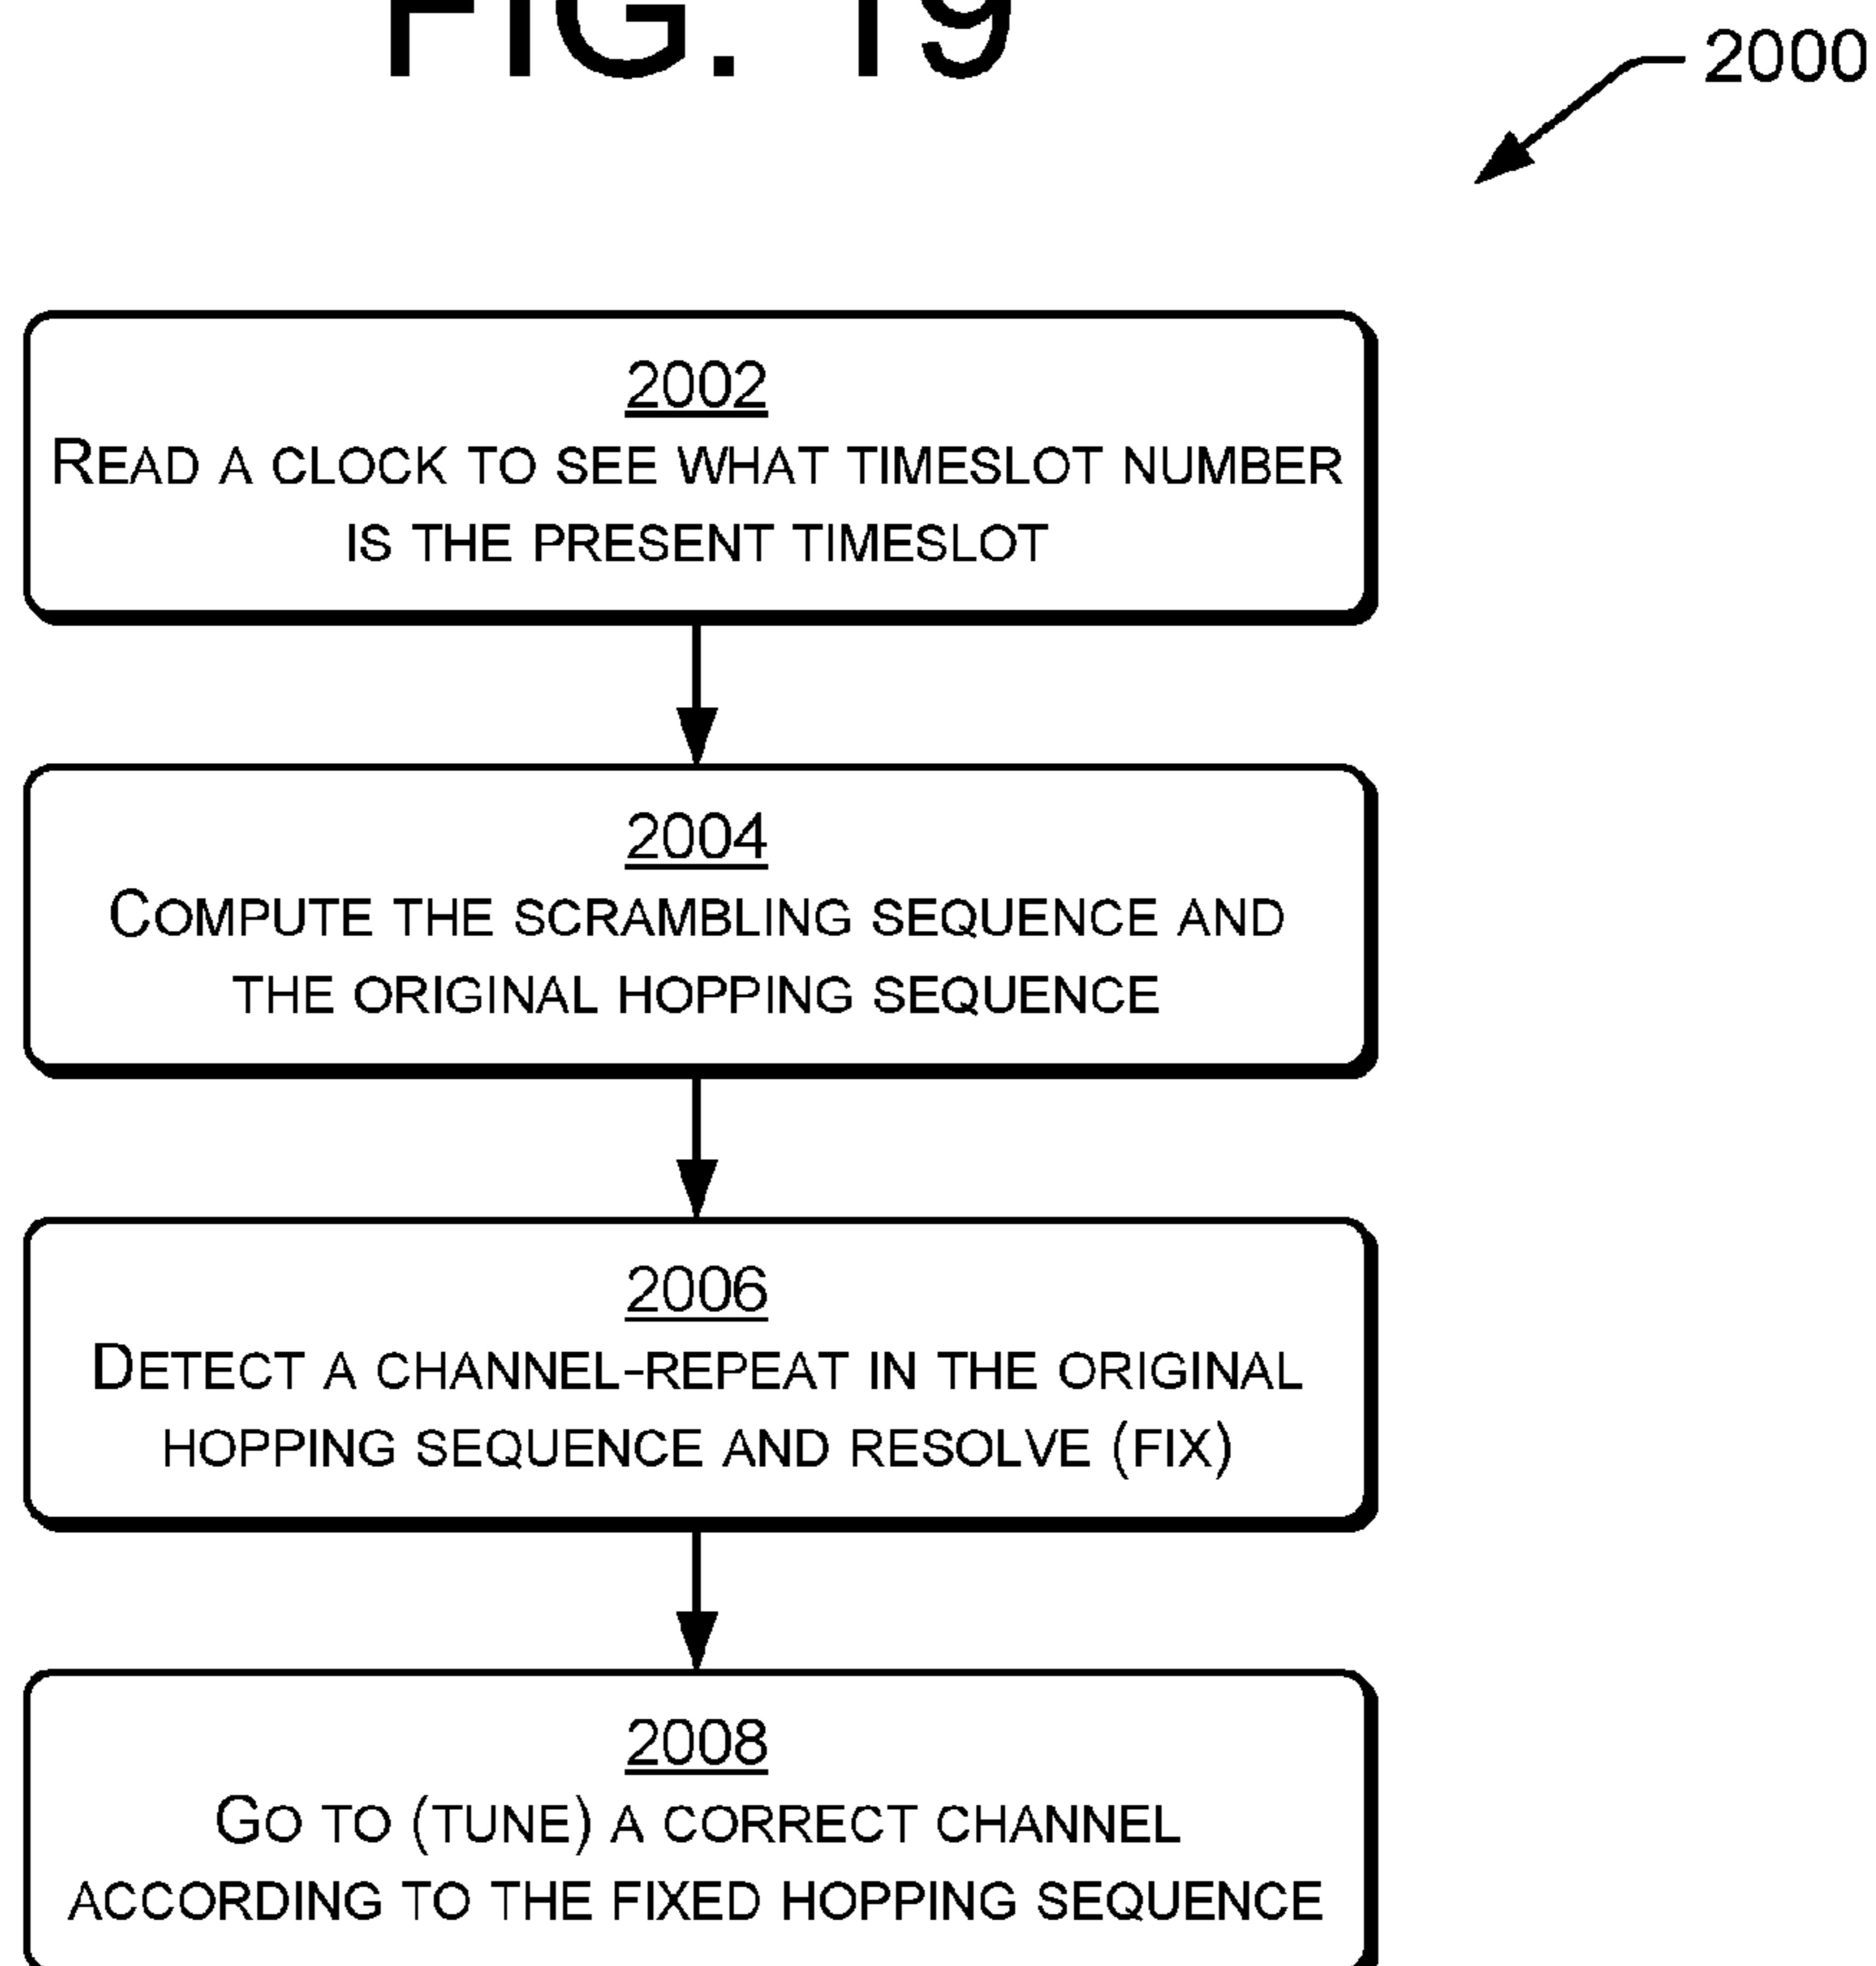 FIG. 19
2000
2002
READ A CLOCK TO SEE WHAT TIMESLOT NUMBER
IS THE PRESENT TIMESLOT
2004
COMPUTE THE SCRAMBLING SEQUENCE AND
THE ORIGINAL HOPPING SEQUENCE
2006
DETECT A CHANNEL-REPEAT IN THE ORIGINAL
HOPPING SEQUENCE AND RESOLVE (FIX)
2008
GO TO (TUNE) A CORRECT CHANNEL
ACCORDING TO THE FIXED HOPPING SEQUENCE